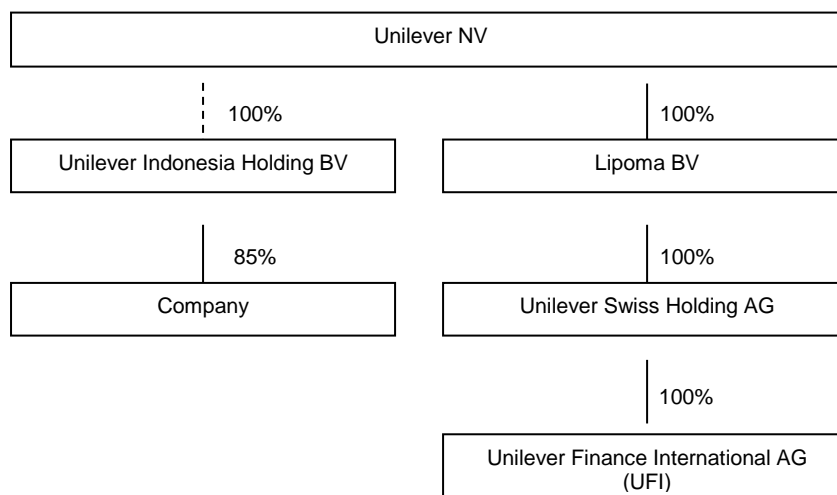 Unilever NV
100%
100%
Unilever Indonesia Holding BV
Lipoma BV
85%
100%
Company
Unilever Swiss Holding AG
100%
Unilever Finance International AG
(UFI)